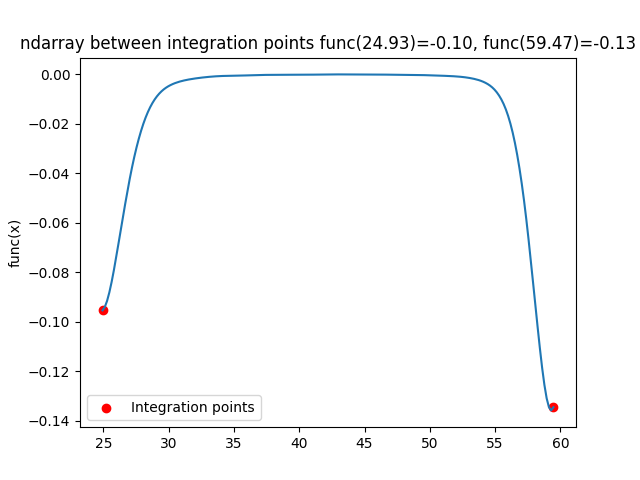 ndarray between integration points func(24.93)=-0.10, func(59.47)=-0.13
0.00
−0.02
−0.04
−0.06
−0.08
−0.10
−0.12
−0.14
func(x)
Integration points
25 30 35 40 45 50 55 60